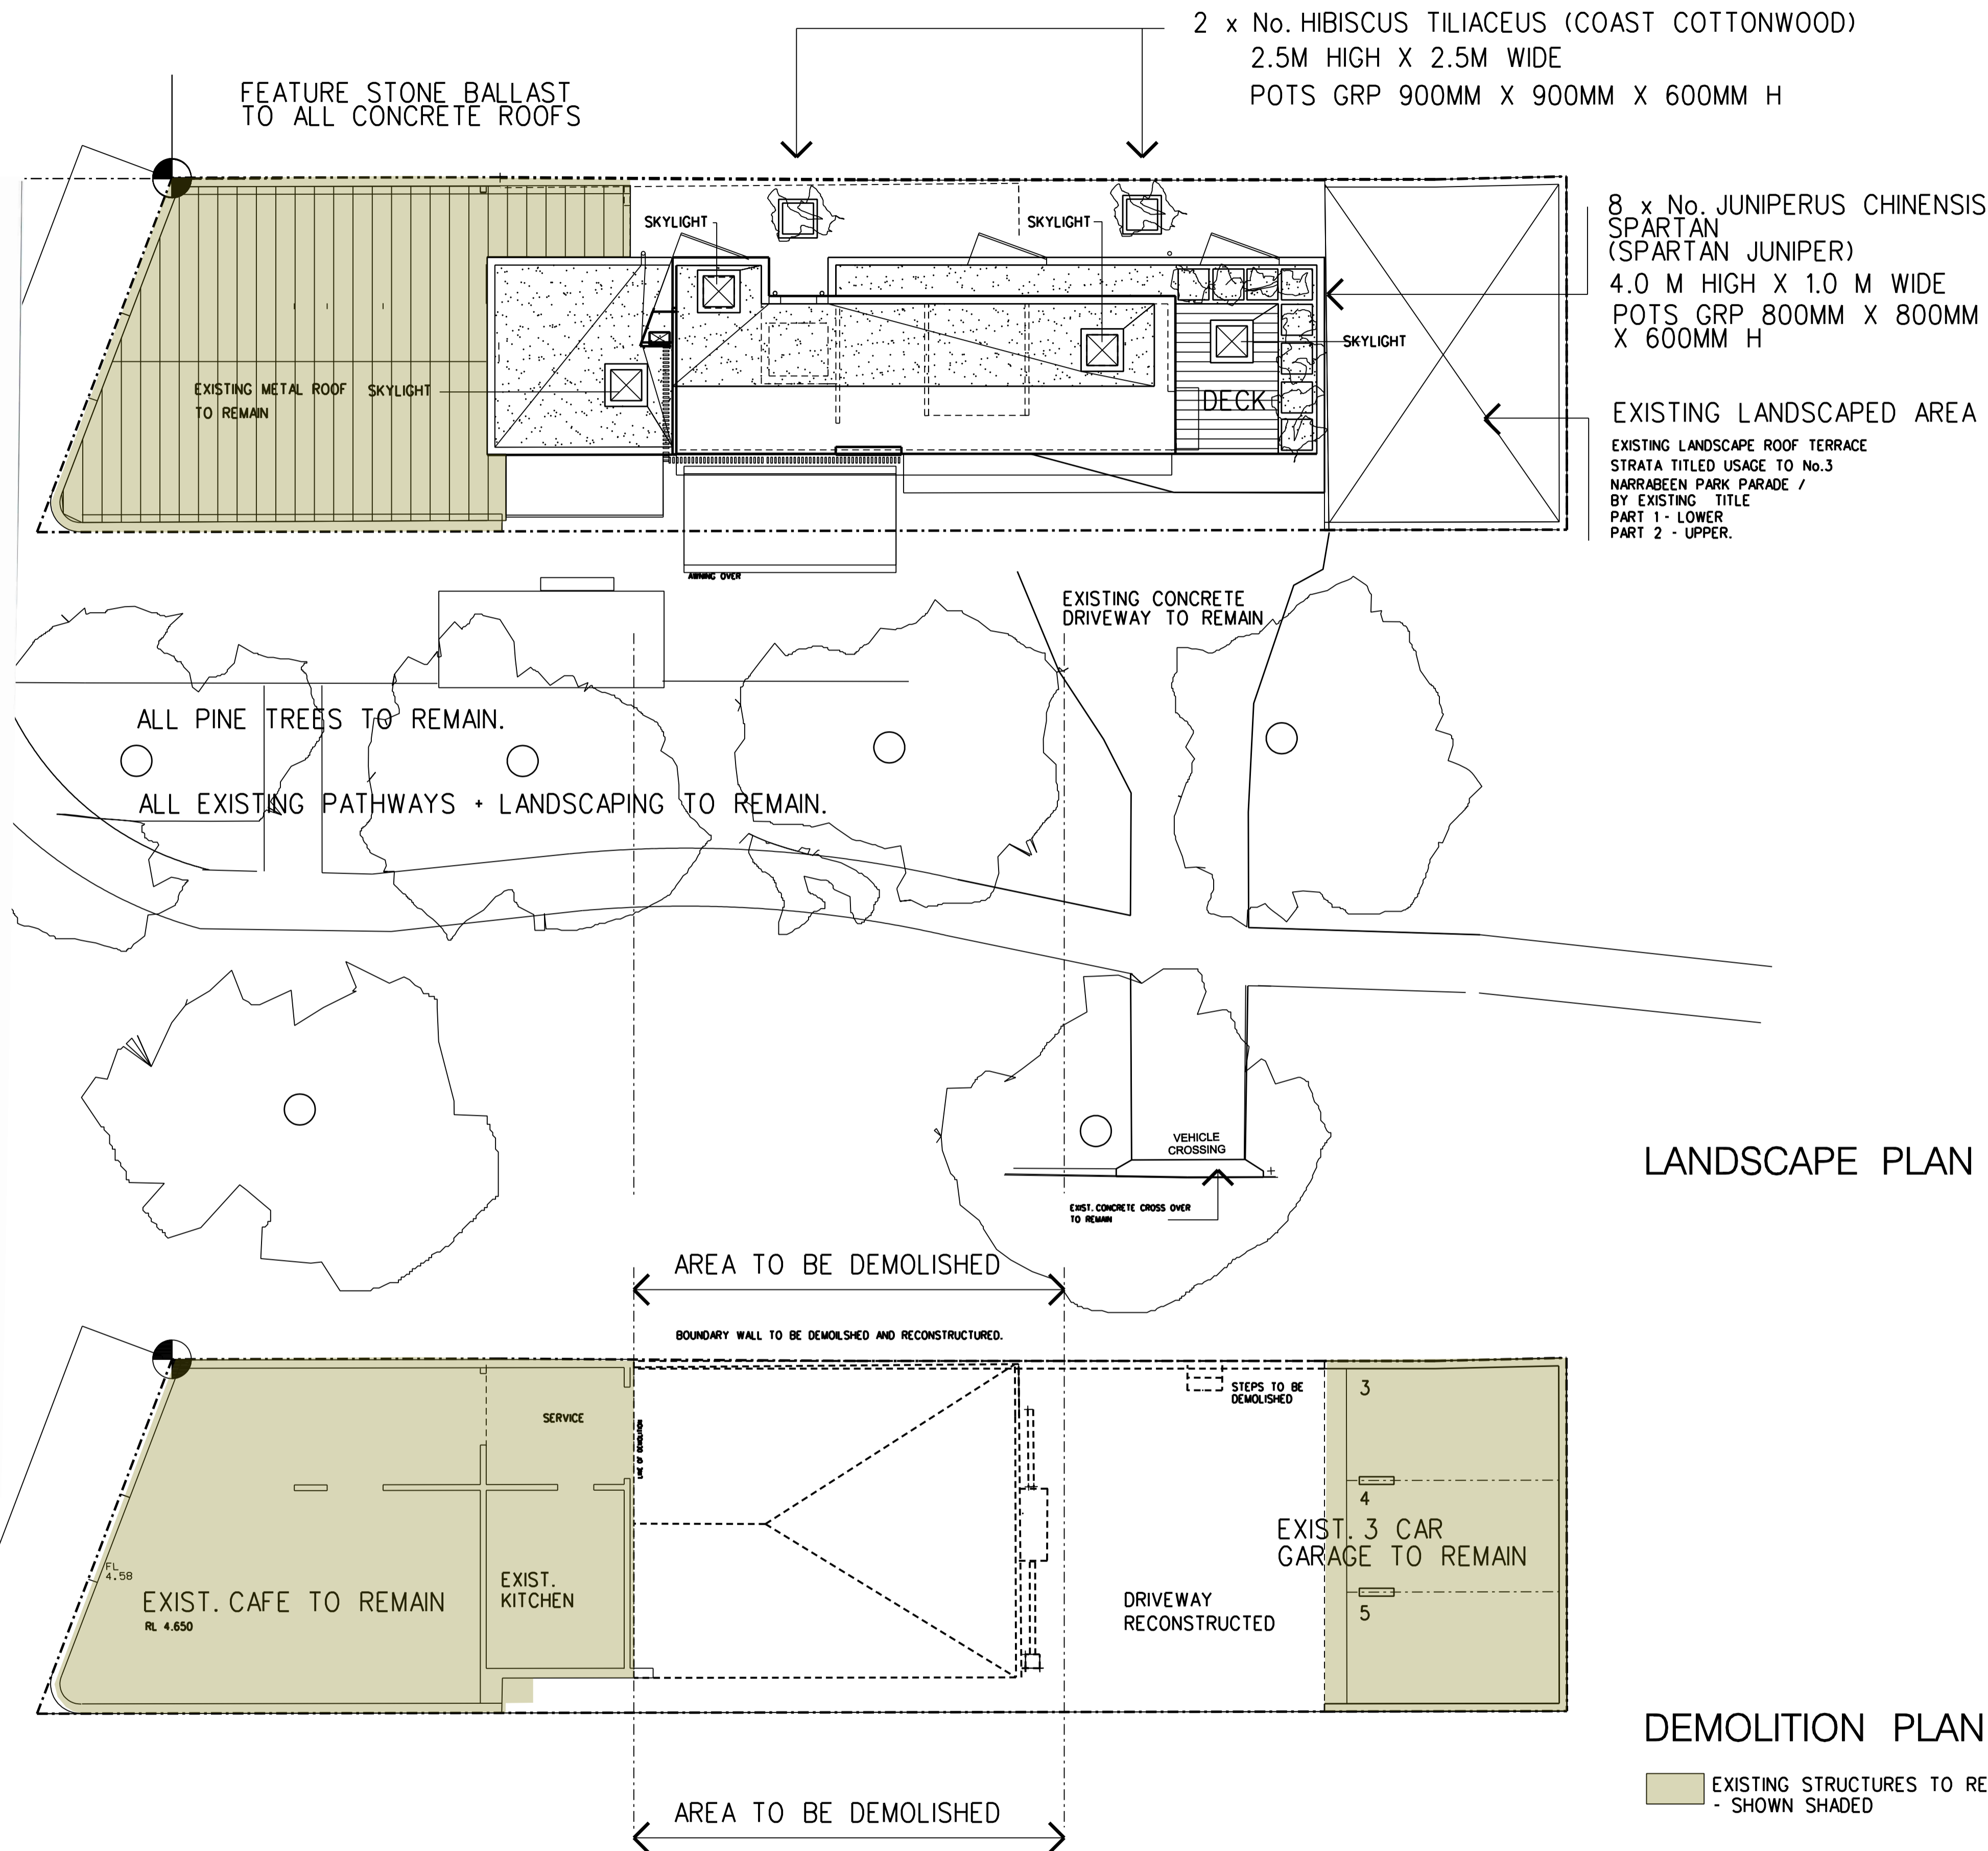 2 x No. HIBISCUS TILIACEUS (COAST COTTONWOOD)
2.5M HIGH X 2.5M WIDE
POTS GRP 900MM X 900MM X 600MM H
FEATURE STONE BALLAST
TO ALL CONCRETE ROOFS
8 x No. JUNIPERUS CHINENSIS
SPARTAN
(SPARTAN JUNIPER)
4.0 M HIGH X 1.0 M WIDE
POTS GRP 800MM X 800MM
X 600MM H
SKYLIGHT
SKYLIGHT
SKYLIGHT
EXISTING METAL ROOF
TO REMAIN
SKYLIGHT
DECK
EXISTING LANDSCAPED AREA
EXISTING LANDSCAPE ROOF TERRACE
STRATA TITLED USAGE TO No.3
NARRABEEN PARK PARADE /
BY EXISTING TITLE
PART 1 - LOWER
PART 2 - UPPER.
AWNING OVER
EXISTING CONCRETE
DRIVEWAY TO REMAIN
ALL PINE TREES TO REMAIN.
ALL EXISTING PATHWAYS + LANDSCAPING TO REMAIN.
VEHICLE
CROSSING
EXIST. CONCRETE CROSS OVER
TO REMAIN
LANDSCAPE PLAN
AREA TO BE DEMOLISHED
BOUNDARY WALL TO BE DEMOILSHED AND RECONSTRUCTURED.
STEPS TO BE
DEMOLISHED
3
SERVICE
LINE OF DEMOLITION
4
EXIST. 3 CAR
GARAGE TO REMAIN
FL
4.58
EXIST. CAFE TO REMAIN
RL 4.650
EXIST.
KITCHEN
DRIVEWAY
RECONSTRUCTED
5
DEMOLITION PLAN
EXISTING STRUCTURES TO RE
- SHOWN SHADED
AREA TO BE DEMOLISHED